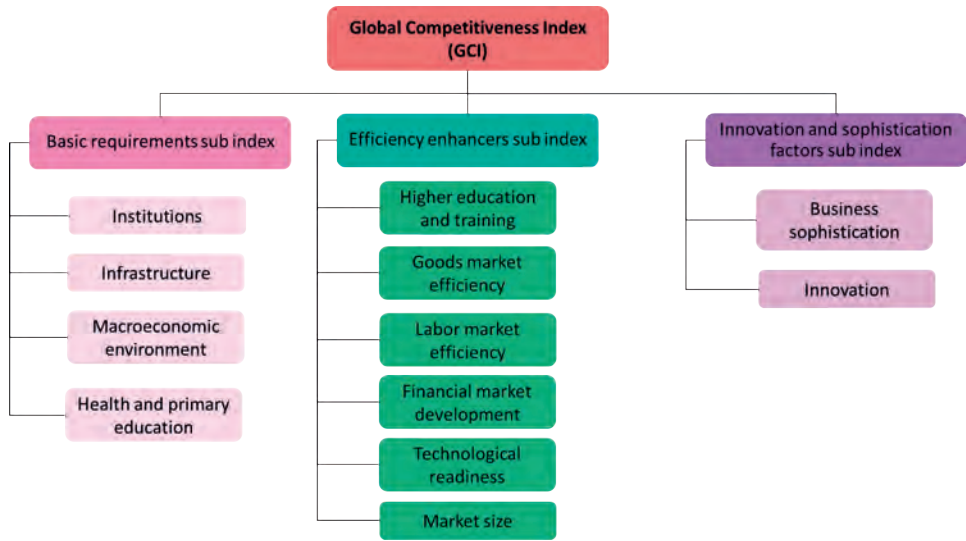 Global Competitiveness Index
(GCI)
Basic requirements sub index
Institutions
Infrastructure
Macroeconomic
environment
Health and primary
education
Efficiency enhancers sub index
Higher education
and training
Goods market
efficiency
Labor market
efficiency
Financial market
development
Technological
readiness
Market size
Innovation and sophistication
factors sub index
Business
sophistication
Innovation